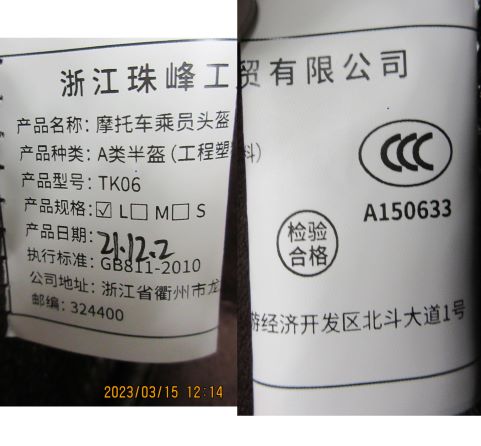 浙江珠峰工贸有限公司
产品名称: 摩托车乘员头盔
产品种类: A类半盔(工程塑料)
产品型号: TK06
产品规格: ☑ L □ M □ S
产品日期: 21.12.2
执行标准: GB811-2010
公司地址: 浙江省衢州市龙游经济开发区北斗大道1号
邮编: 324400
CCC
A150633
检验
合格
2023/03/15 12:14